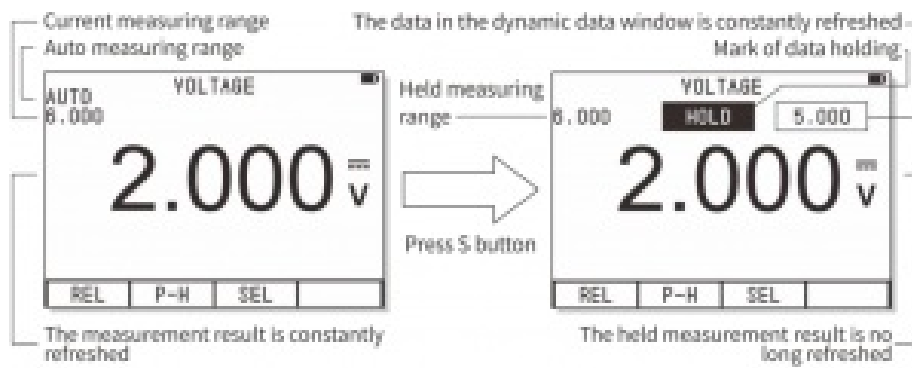 Current measuring range
The data in the dynamic data window is constantly refreshed
Auto measuring range
Mark of data holding
VOLTAGE
AUTO
6.000
2.000 V
REL P-H SEL
The measurement result is constantly
refreshed
Held measuring
range
Press S button
VOLTAGE
6.000 HOLD 5.000
2.000 V
REL P-H SEL
The held measurement result is no
long refreshed